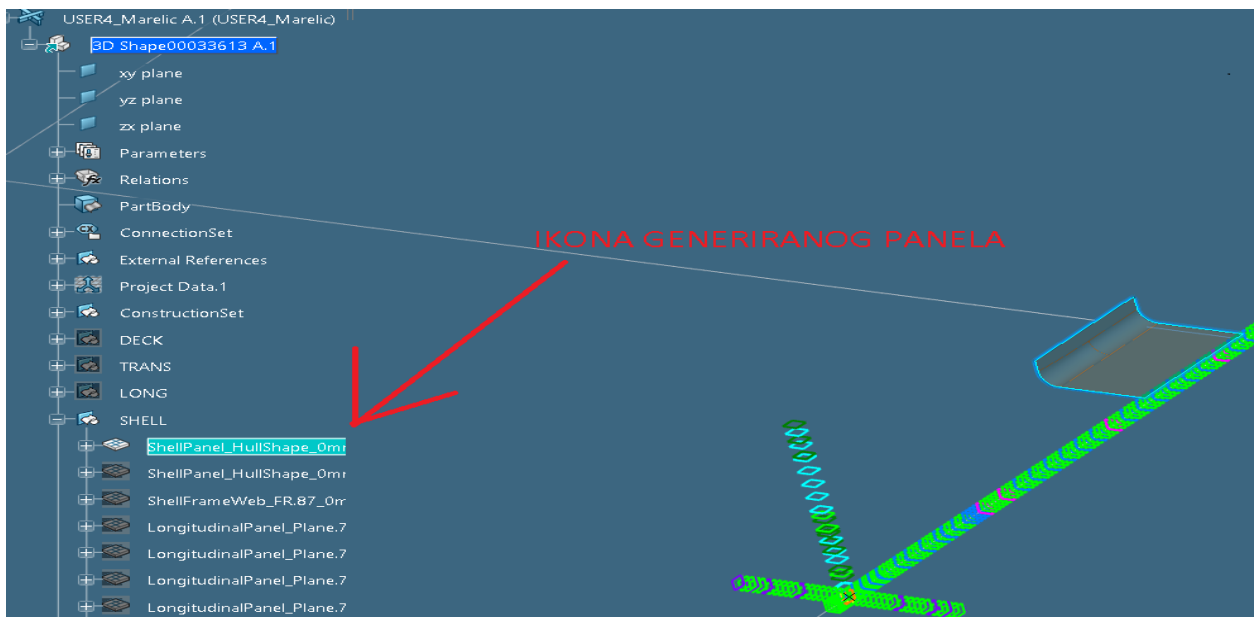 USER4_Marelic A.1 (USER4_Marelic)
3D Shape00033613 A.1
xy plane
yz plane
zx plane
Parameters
Relations
PartBody
ConnectionSet
IKONA GENERIRANOG PANELA
External References
Project Data.1
ConstructionSet
DECK
TRANS
LONG
SHELL
ShellPanel_HullShape_0mr
ShellPanel_HullShape_0mr
ShellFrameWeb_FR.87_0m
LongitudinalPanel_Plane.7
LongitudinalPanel_Plane.7
LongitudinalPanel_Plane.7
LongitudinalPanel_Plane.7